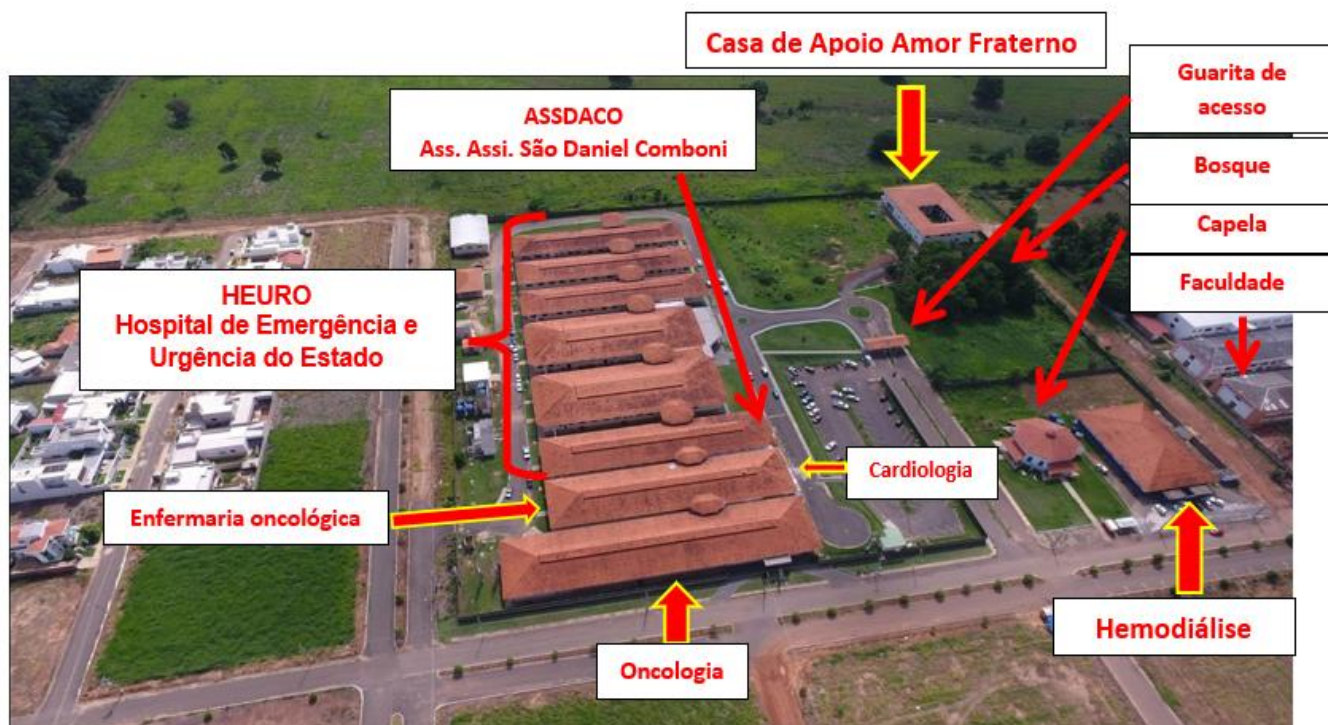 Casa de Apoio Amor Fraterno
Guarita de
acesso
ASSDACO
Ass. Assi. São Daniel Comboni
Bosque
Capela
Faculdade
HEURO
Hospital de Emergência e
Urgência do Estado
Cardiologia
Enfermaria oncológica
Hemodiálise
Oncologia